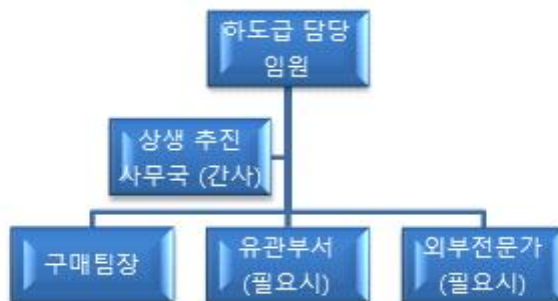 하도급 담당
임원
상생 추진
사무국 (간사)
구매팀장
유관부서
(필요시)
외부전문가
(필요시)